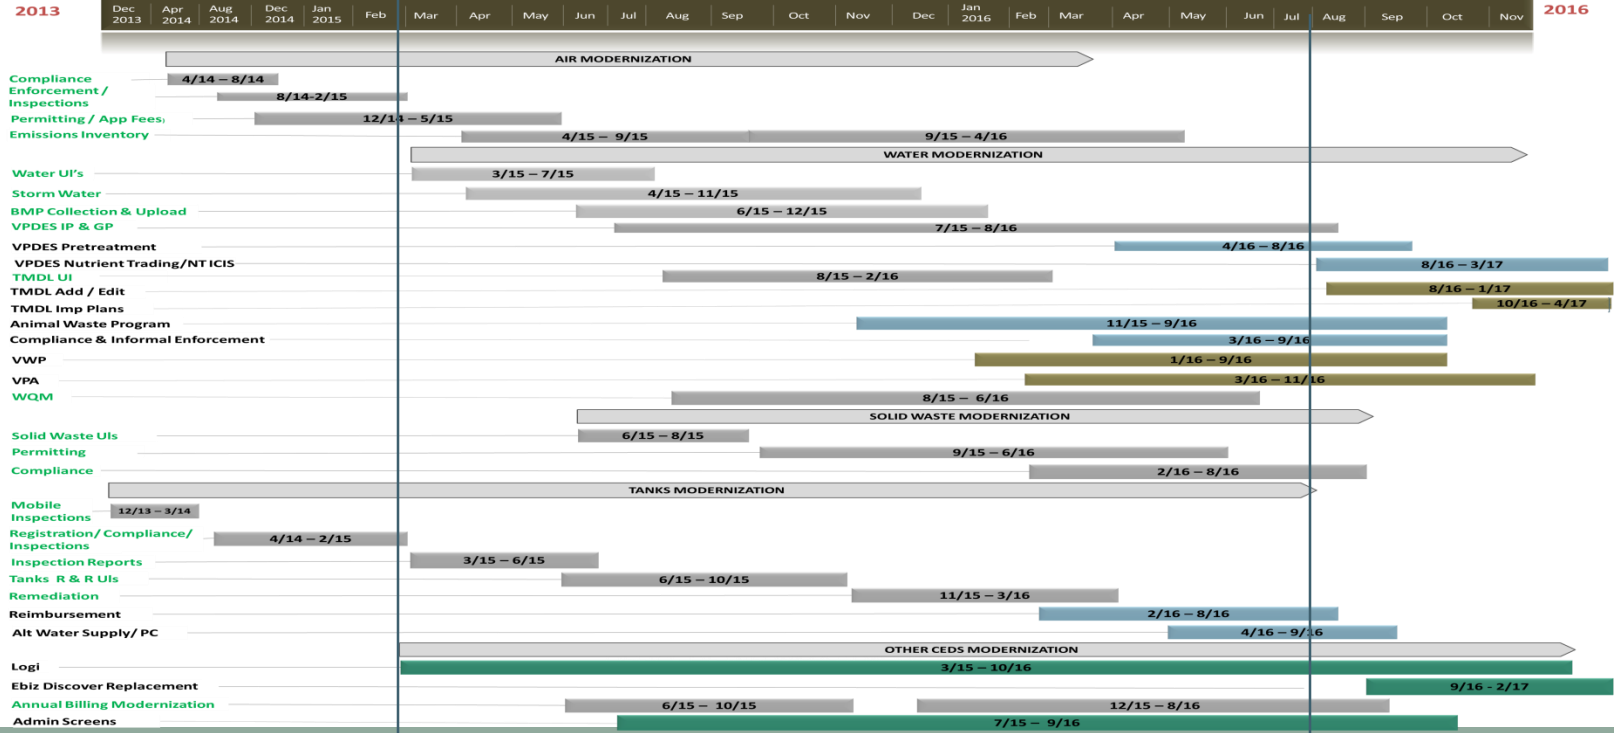 2013
Dec 2013
Apr 2014
Aug 2014
Dec 2014
Jan 2015
Feb
Mar
Apr
May
Jun
Jul
Aug
Sep
Oct
Nov
Dec
Jan 2016
Feb
Mar
Apr
May
Jun
Jul
Aug
Sep
Oct
Nov
2016
AIR MODERNIZATION
Compliance
4/14 – 8/14
Enforcement /
Inspections
8/14-2/15
Permitting / App Fees
12/14 – 5/15
Emissions Inventory
4/15 – 9/15
9/15 – 4/16
WATER MODERNIZATION
Water UI's
3/15 – 7/15
Storm Water
4/15 – 11/15
BMP Collection & Upload
6/15 – 12/15
VPDES IP & GP
7/15 – 8/16
VPDES Pretreatment
4/16 – 8/16
VPDES Nutrient Trading/NT ICIS
8/16 – 3/17
TMDL UI
8/15 – 2/16
TMDL Add / Edit
8/16 – 1/17
TMDL Imp Plans
10/16 – 4/17
Animal Waste Program
11/15 – 9/16
Compliance & Informal Enforcement
3/16 – 9/16
VWP
1/16 – 9/16
VPA
3/16 – 11/16
WQM
8/15 – 6/16
SOLID WASTE MODERNIZATION
Solid Waste UIs
6/15 – 8/15
Permitting
9/15 – 6/16
Compliance
2/16 – 8/16
TANKS MODERNIZATION
Mobile
Inspections
12/13 – 3/14
Registration/ Compliance/
Inspections
4/14 – 2/15
Inspection Reports
3/15 – 6/15
Tanks R & R UIs
6/15 – 10/15
Remediation
11/15 – 3/16
Reimbursement
2/16 – 8/16
Alt Water Supply/ PC
4/16 – 9/16
OTHER CEDS MODERNIZATION
Logi
3/15 – 10/16
Ebiz Discover Replacement
9/16 - 2/17
Annual Billing Modernization
6/15 – 10/15
12/15 – 8/16
Admin Screens
7/15 – 9/16